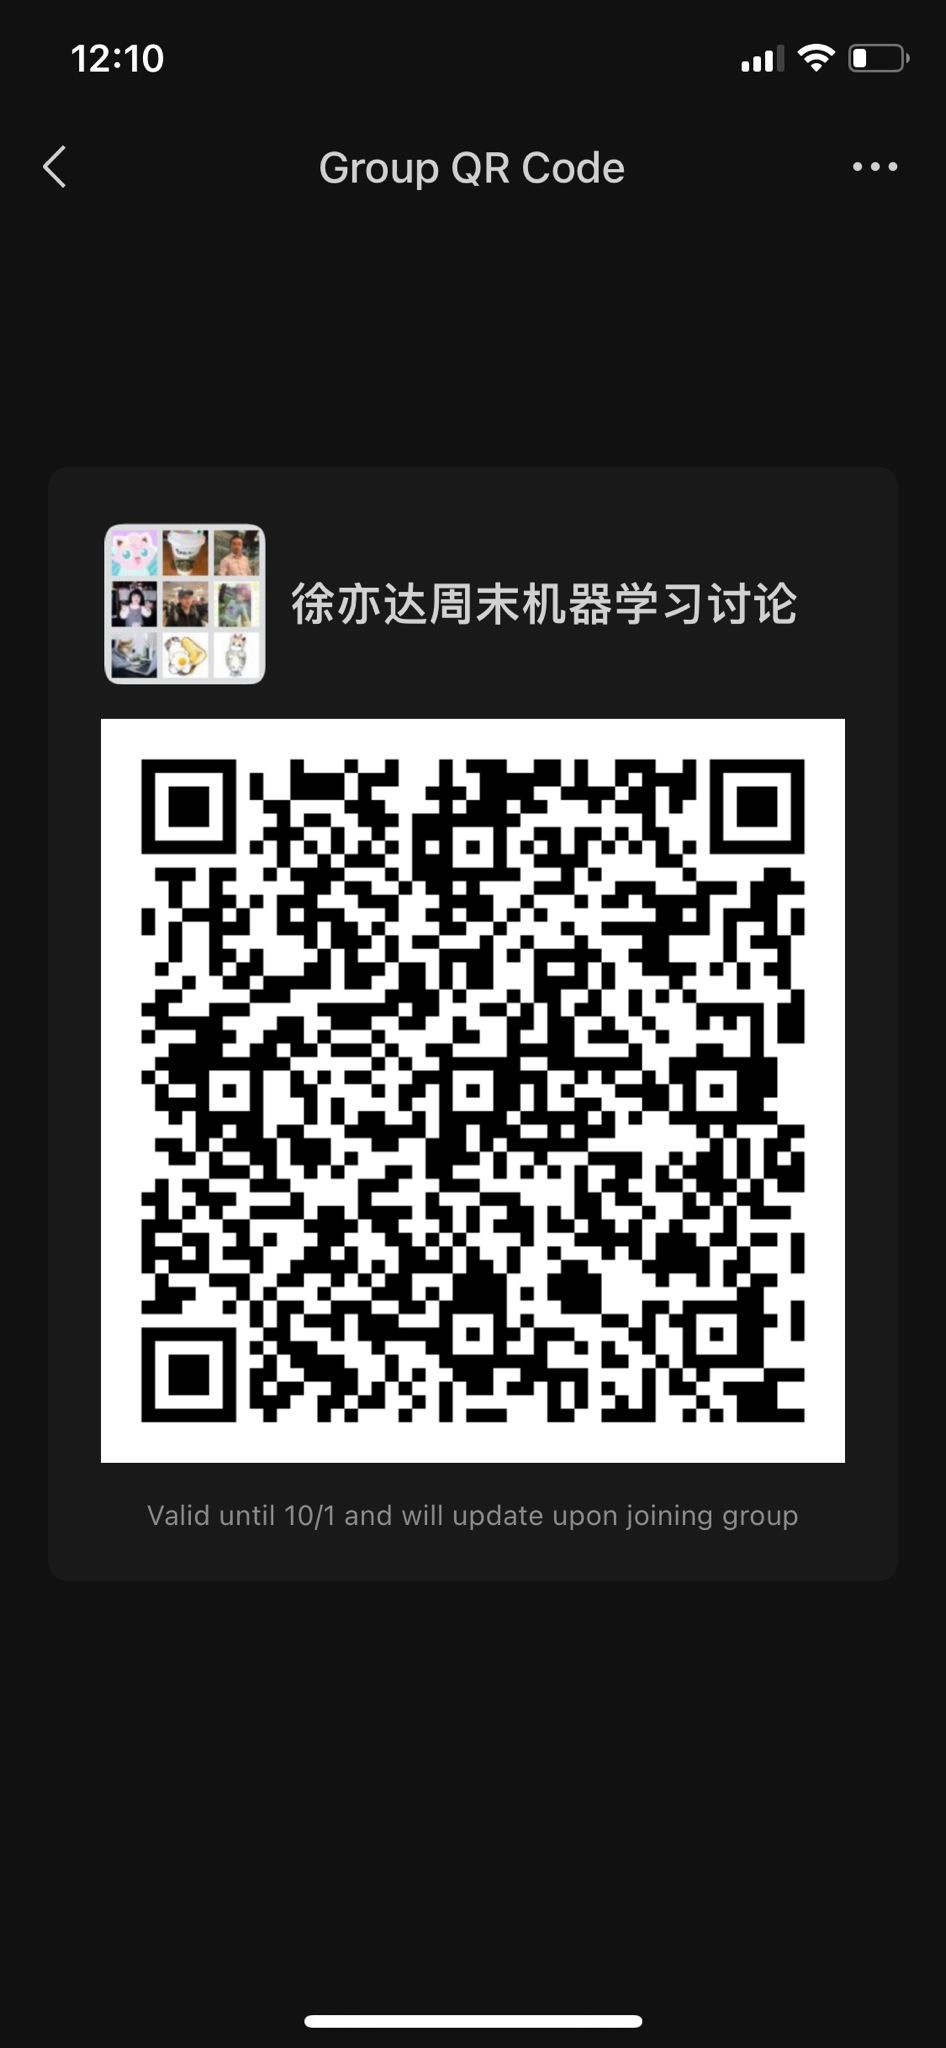 12:10
Group QR Code
徐亦达周末机器学习讨论
Valid until 10/1 and will update upon joining group